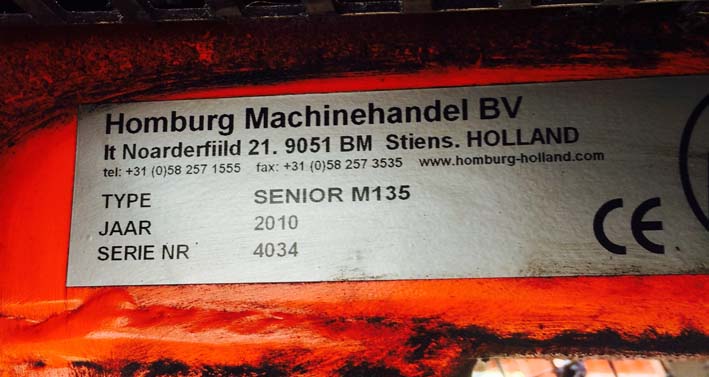 Homburg Machinehandel BV
It Noarderfiild 21. 9051 BM Stiens. HOLLAND
tel: +31 (0)58 257 1555 fax: +31 (0)58 257 3535 www.homburg-holland.com
TYPE SENIOR M135
JAAR 2010
SERIE NR 4034
CE